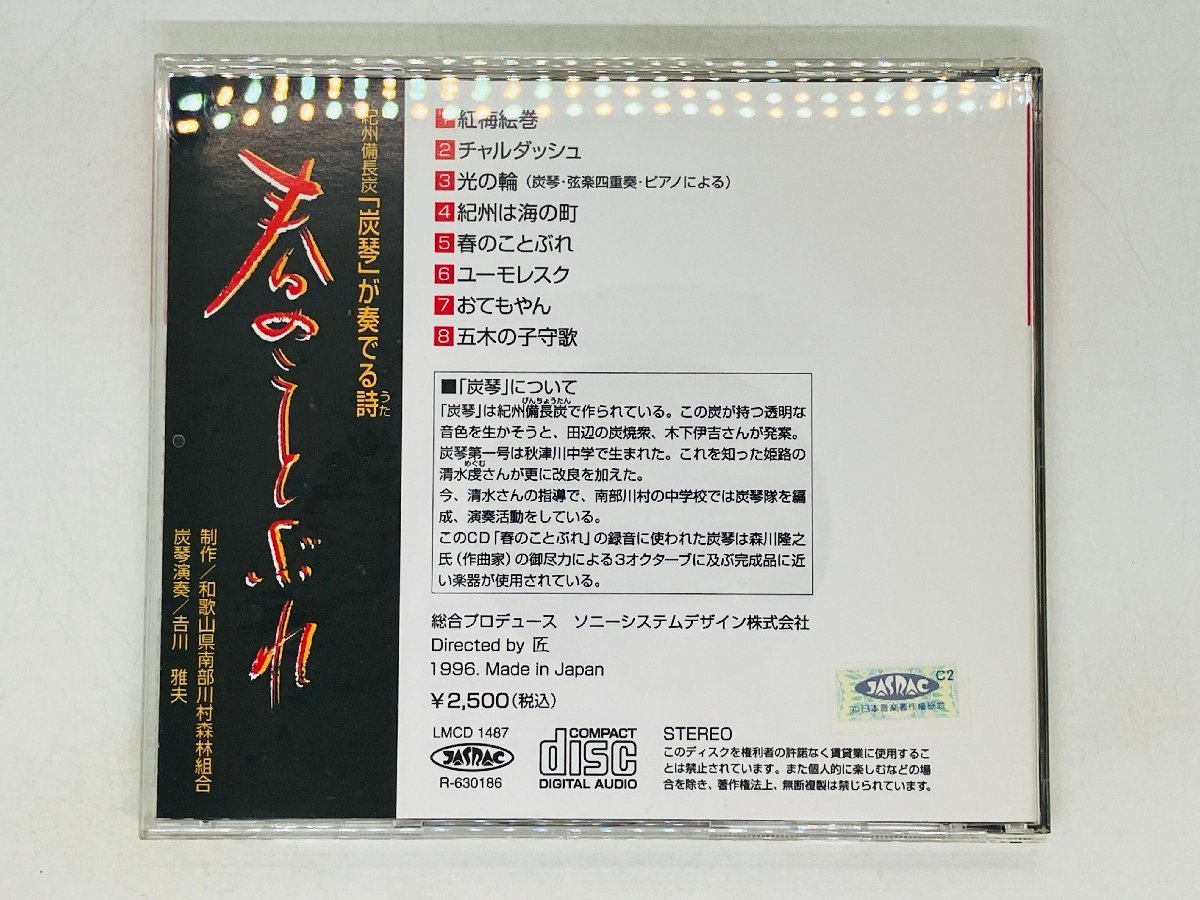 紀州備長炭「炭琴」が奏でる詩
うた
春のことぶれ
制作/和歌山県南部川村森林組合
炭琴演奏/吉川 雅夫
1 紅梅絵巻
2 チャルダッシュ
3 光の輪(炭琴・弦楽四重奏・ピアノによる)
4 紀州は海の町
5 春のことぶれ
6 ユーモレスク
7 おてもやん
8 五木の子守歌
■「炭琴」について
びんちょうたん
「炭琴」は紀州備長炭で作られている。この炭が持つ透明な
音色を生かそうと、田辺の炭焼衆、木下伊吉さんが発案。
炭琴第一号は秋津川中学で生まれた。これを知った姫路の
めぐむ
清水虔さんが更に改良を加えた。
今、清水さんの指導で、南部川村の中学校では炭琴隊を編
成、演奏活動をしている。
このCD「春のことぶれ」の録音に使われた炭琴は森川隆之
氏(作曲家)の御尽力による3オクターブに及ぶ完成品に近
い楽器が使用されている。
総合プロデュース ソニーシステムデザイン株式会社
Directed by 匠
1996. Made in Japan
¥2,500(税込)
JASRAC C2
LMCD 1487
JASRAC
R-630186
COMPACT
disc
DIGITAL AUDIO
STEREO
このディスクを権利者の許諾なく賃貸業に使用するこ
とは禁止されています。また個人的に楽しむなどの場
合を除き、著作権法上、無断複製は禁じられています。